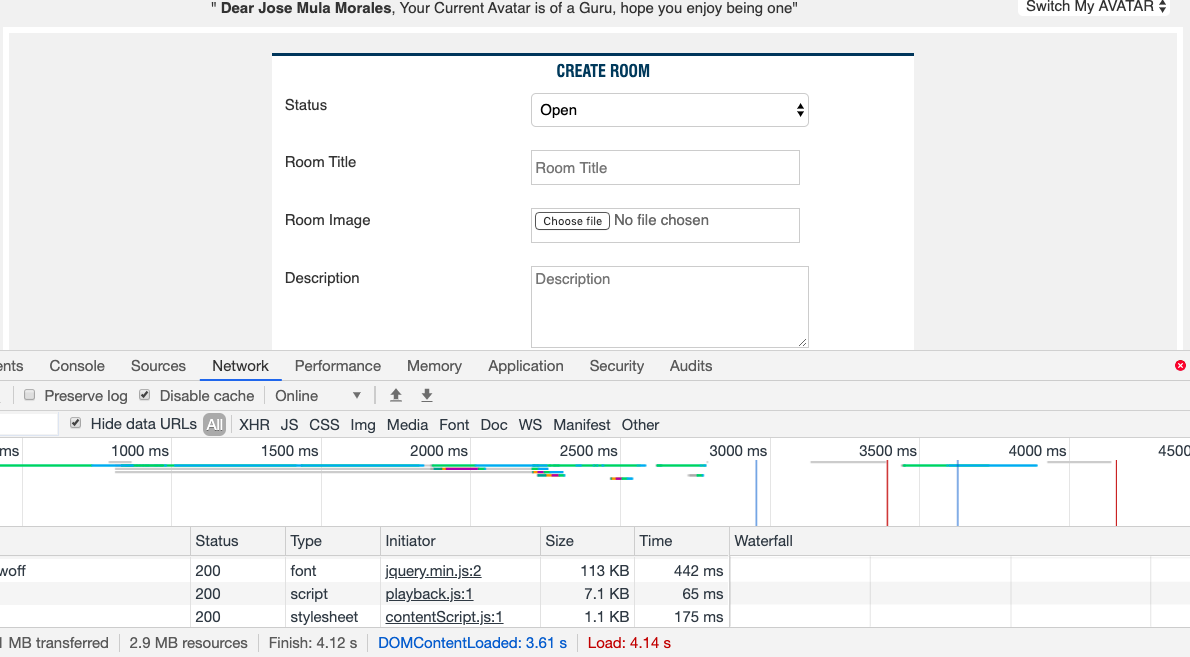 " Dear Jose Mula Morales, Your Current Avatar is of a Guru, hope you enjoy being one"
Switch My AVATAR
CREATE ROOM
Status
Open
Room Title
Room Title
Room Image
Choose file No file chosen
Description
Description
ents Console Sources Network Performance Memory Application Security Audits
Preserve log Disable cache Online
Hide data URLs All XHR JS CSS Img Media Font Doc WS Manifest Other
ms 1000 ms 1500 ms 2000 ms 2500 ms 3000 ms 3500 ms 4000 ms 4500
Status Type Initiator Size Time Waterfall
woff 200 font jquery.min.js:2 113 KB 442 ms
200 script playback.js:1 7.1 KB 65 ms
200 stylesheet contentScript.js:1 1.1 KB 175 ms
MB transferred 2.9 MB resources Finish: 4.12 s DOMContentLoaded: 3.61 s Load: 4.14 s